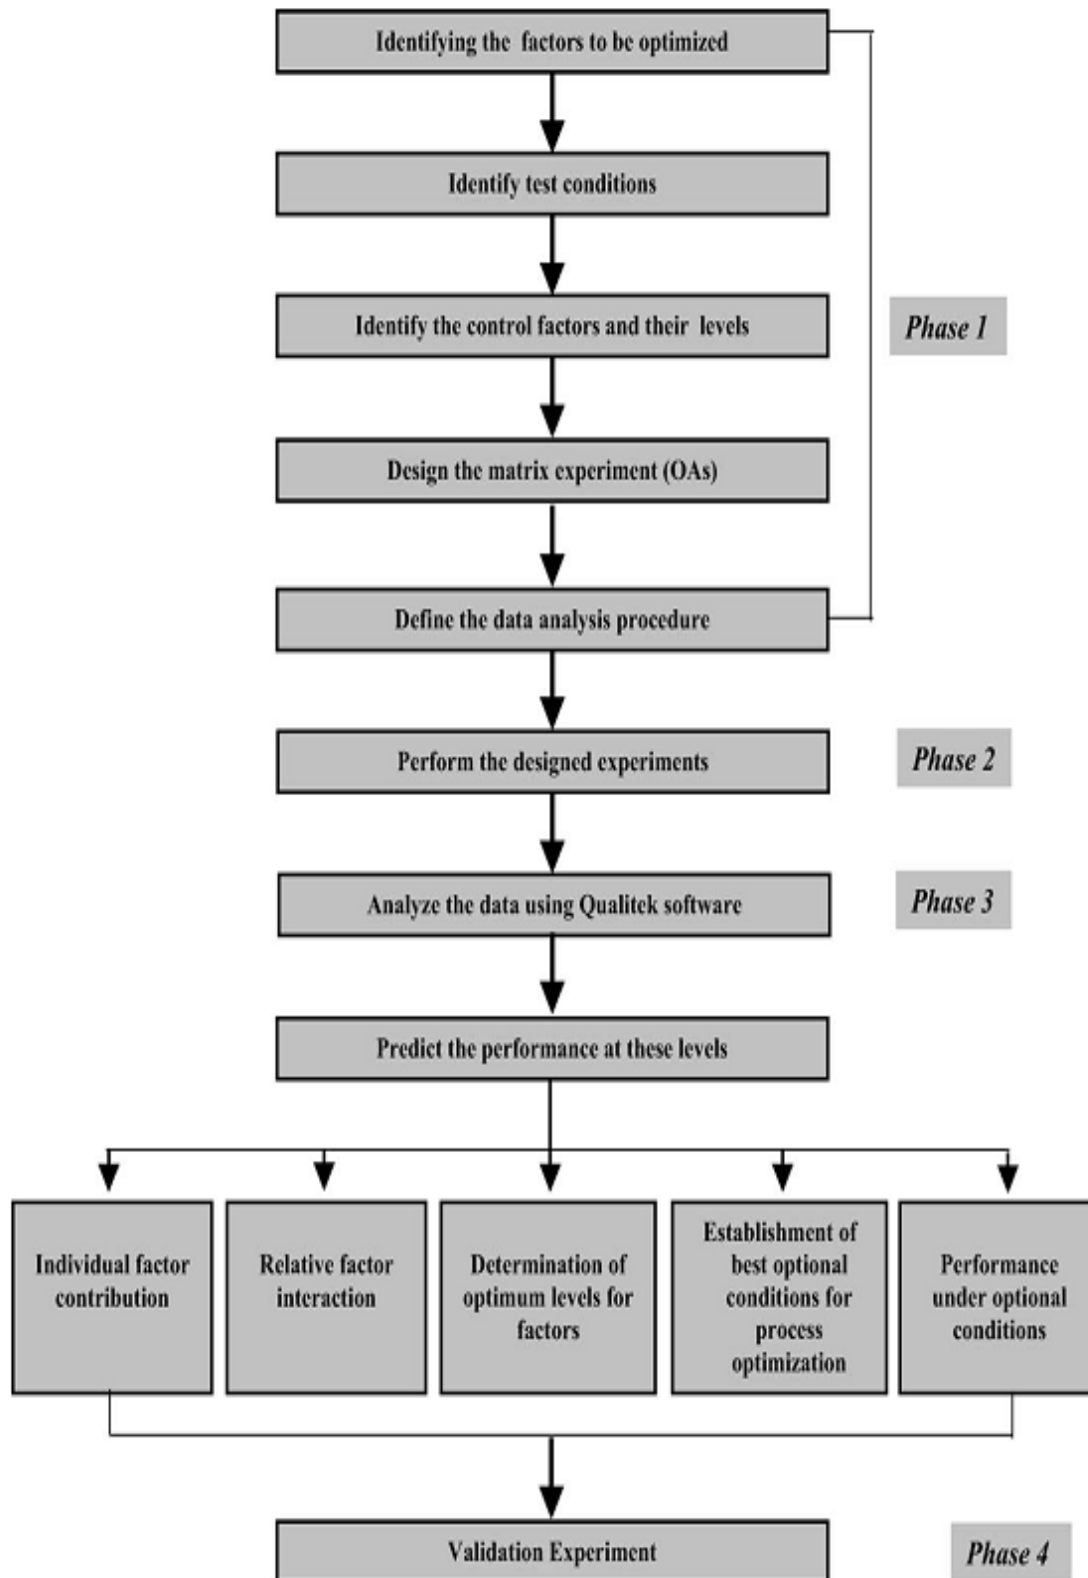 Identifying the factors to be optimized
Identify test conditions
Identify the control factors and their levels
Phase 1
Design the matrix experiment (OAs)
Define the data analysis procedure
Perform the designed experiments
Phase 2
Analyze the data using Qualitek software
Phase 3
Predict the performance at these levels
Individual factor
contribution
Relative factor
interaction
Determination of
optimum levels for
factors
Establishment of
best optional
conditions for
process
optimization
Performance
under optional
conditions
Validation Experiment
Phase 4